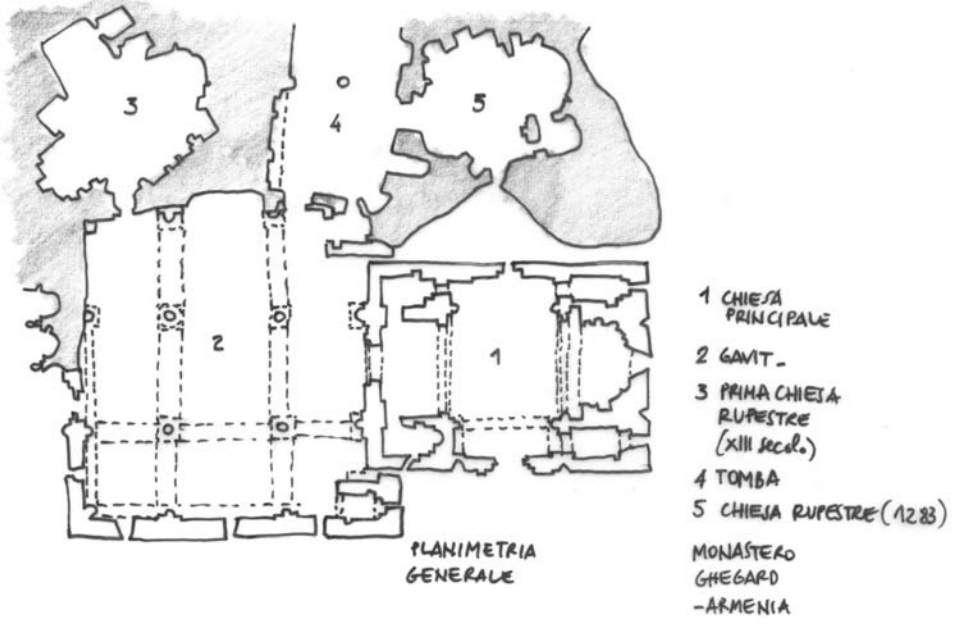 3
4
5
2
1
1 CHIESA
PRINCIPALE
2 GAVIT.
3 PRIMA CHIESA
RUPESTRE
(XIII secolo)
4 TOMBA
5 CHIESA RUPESTRE (1283)
PLANIMETRIA
GENERALE
MONASTERO
GHEGARD
-ARMENIA